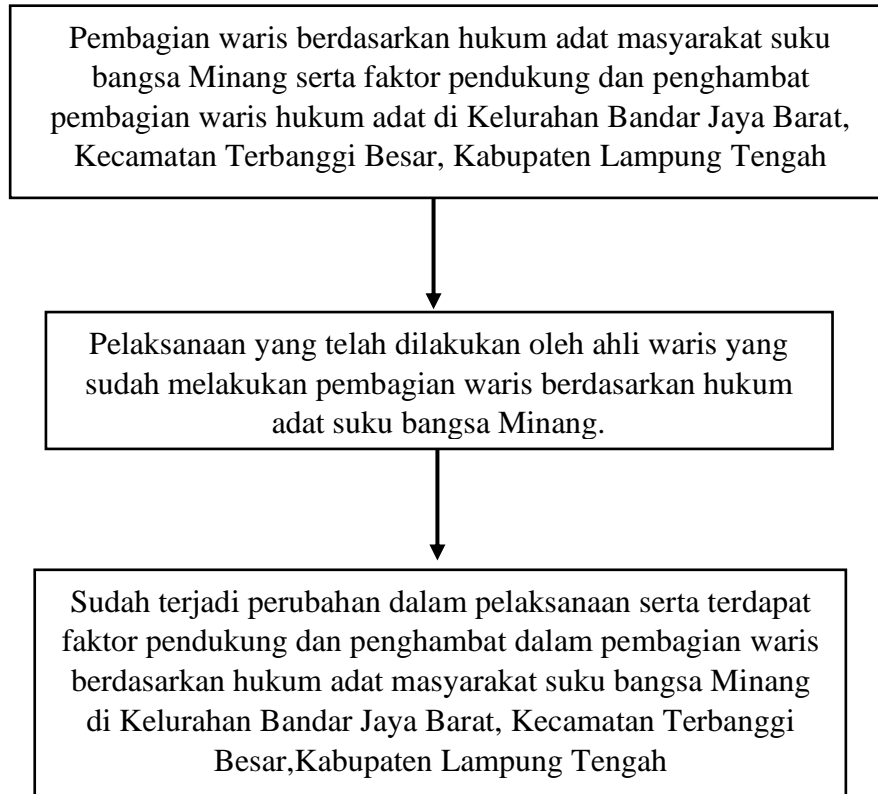 Pembagian waris berdasarkan hukum adat masyarakat suku
bangsa Minang serta faktor pendukung dan penghambat
pembagian waris hukum adat di Kelurahan Bandar Jaya Barat,
Kecamatan Terbanggi Besar, Kabupaten Lampung Tengah
Pelaksanaan yang telah dilakukan oleh ahli waris yang
sudah melakukan pembagian waris berdasarkan hukum
adat suku bangsa Minang.
Sudah terjadi perubahan dalam pelaksanaan serta terdapat
faktor pendukung dan penghambat dalam pembagian waris
berdasarkan hukum adat masyarakat suku bangsa Minang
di Kelurahan Bandar Jaya Barat, Kecamatan Terbanggi
Besar,Kabupaten Lampung Tengah